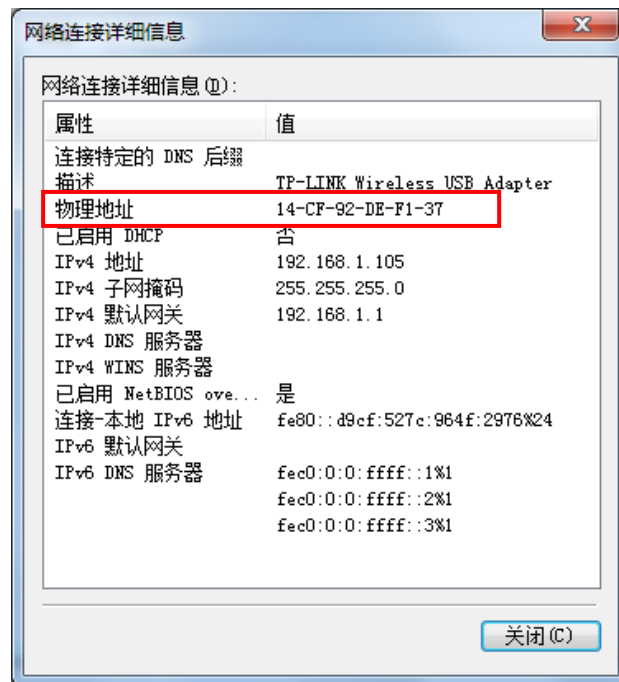 网络连接详细信息
网络连接详细信息(D):
属性 值
连接特定的 DNS 后缀
描述 TP-LINK Wireless USB Adapter
物理地址 14-CF-92-DE-F1-37
已启用 DHCP 否
IPv4 地址 192.168.1.105
IPv4 子网掩码 255.255.255.0
IPv4 默认网关 192.168.1.1
IPv4 DNS 服务器
IPv4 WINS 服务器
已启用 NetBIOS ove... 是
连接-本地 IPv6 地址 fe80::d9cf:527c:964f:2976%24
IPv6 默认网关
IPv6 DNS 服务器 fec0:0:0:ffff::1%1
fec0:0:0:ffff::2%1
fec0:0:0:ffff::3%1
关闭(C)